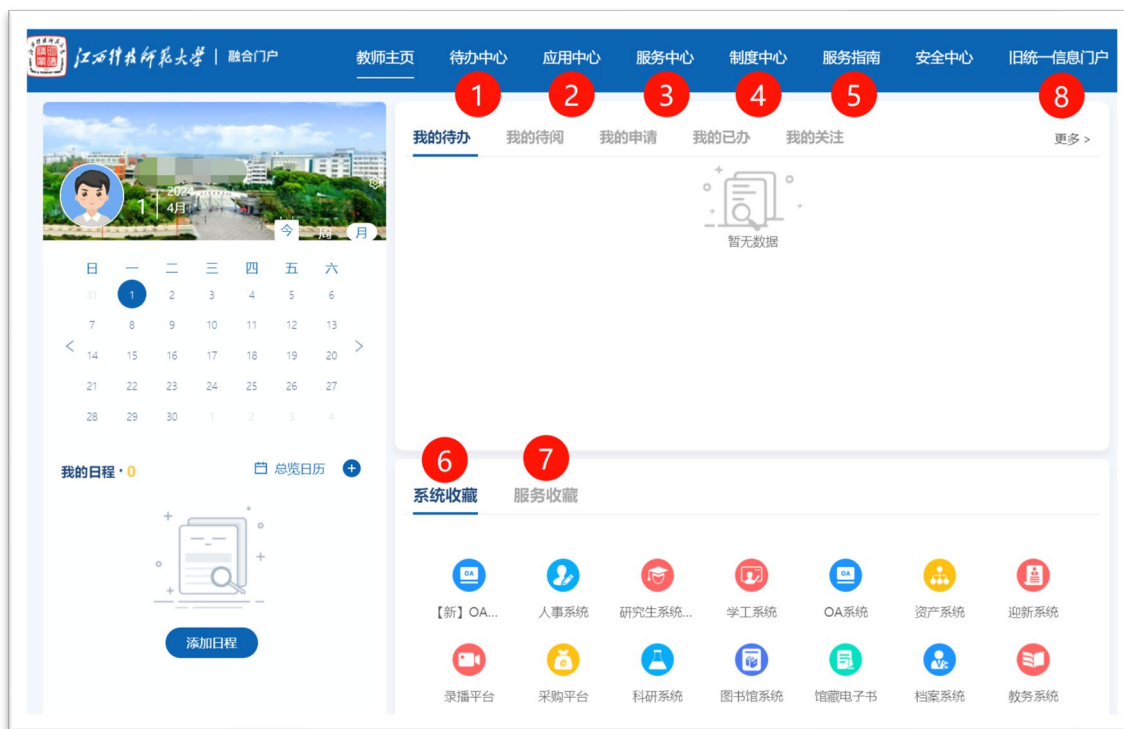 江西科技师范大学 | 融合门户 教师主页 待办中心 应用中心 服务中心 制度中心 服务指南 安全中心 旧统一信息门户
1 2 3 4 5 8
我的待办 我的待阅 我的申请 我的已办 我的关注 更多 >
暂无数据
1 2024
4月
今 周 月
日 一 二 三 四 五 六
31 1 2 3 4 5 6
7 8 9 10 11 12 13
< 14 15 16 17 18 19 20 >
21 22 23 24 25 26 27
28 29 30 1 2 3 4
我的日程 · 0 总览日历 +
添加日程
6 7
系统收藏 服务收藏
OA OA
【新】OA... 人事系统 研究生系统... 学工系统 OA系统 资产系统 迎新系统
录播平台 采购平台 科研系统 图书馆系统 馆藏电子书 档案系统 教务系统